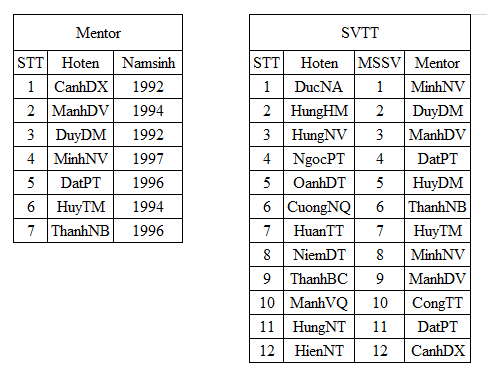 Mentor
STT Hoten Namsinh
1 CanhDX 1992
2 ManhDV 1994
3 DuyDM 1992
4 MinhNV 1997
5 DatPT 1996
6 HuyTM 1994
7 ThanhNB 1996
SVTT
STT Hoten MSSV Mentor
1 DucNA 1 MinhNV
2 HungHM 2 DuyDM
3 HungNV 3 ManhDV
4 NgocPT 4 DatPT
5 OanhDT 5 HuyDM
6 CuongNQ 6 ThanhNB
7 HuanTT 7 HuyTM
8 NiemDT 8 MinhNV
9 ThanhBC 9 ManhDV
10 ManhVQ 10 CongTT
11 HungNT 11 DatPT
12 HienNT 12 CanhDX